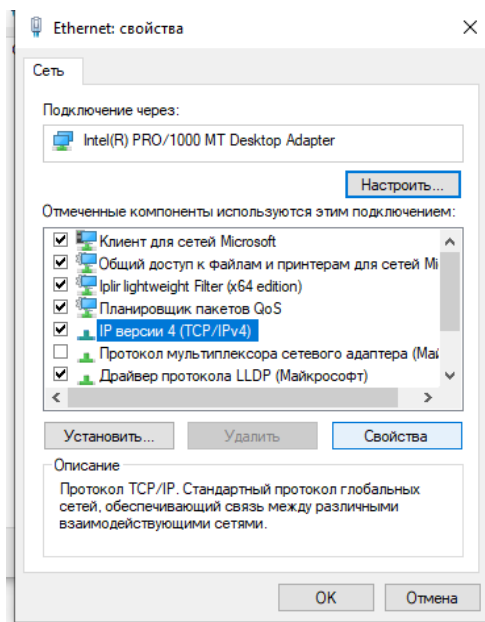 Ethernet: свойства
Сеть
Подключение через:
Intel(R) PRO/1000 MT Desktop Adapter
Настроить...
Отмеченные компоненты используются этим подключением:
Клиент для сетей Microsoft
Общий доступ к файлам и принтерам для сетей Mi
Iplir lightweight Filter (x64 edition)
Планировщик пакетов QoS
IP версии 4 (TCP/IPv4)
Протокол мультиплексора сетевого адаптера (Май
Драйвер протокола LLDP (Майкрософт)
Установить...
Удалить
Свойства
Описание
Протокол TCP/IP. Стандартный протокол глобальных
сетей, обеспечивающий связь между различными
взаимодействующими сетями.
OK
Отмена